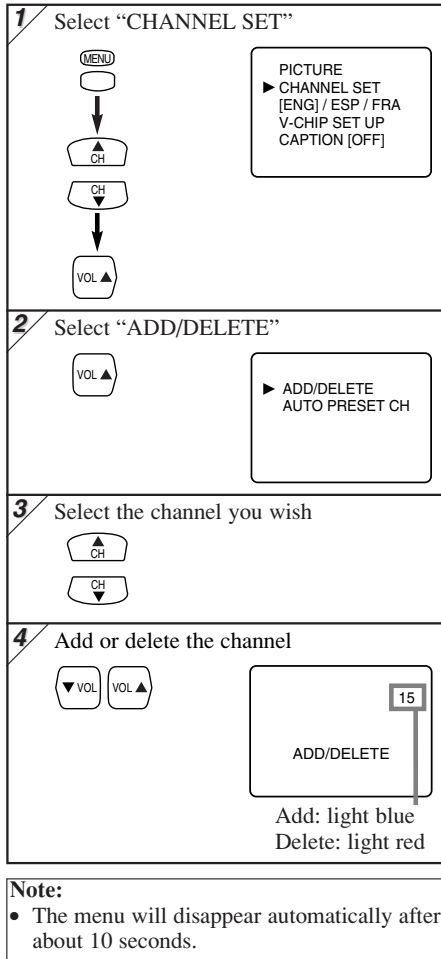 1 Select “CHANNEL SET”
MENU
CH
CH
VOL ▲
PICTURE
▶ CHANNEL SET
[ENG] / ESP / FRA
V-CHIP SET UP
CAPTION [OFF]
2 Select “ADD/DELETE”
VOL ▲
▶ ADD/DELETE
AUTO PRESET CH
3 Select the channel you wish
CH
CH
4 Add or delete the channel
▼ VOL VOL ▲
15
ADD/DELETE
Add: light blue
Delete: light red
Note:
• The menu will disappear automatically after
about 10 seconds.